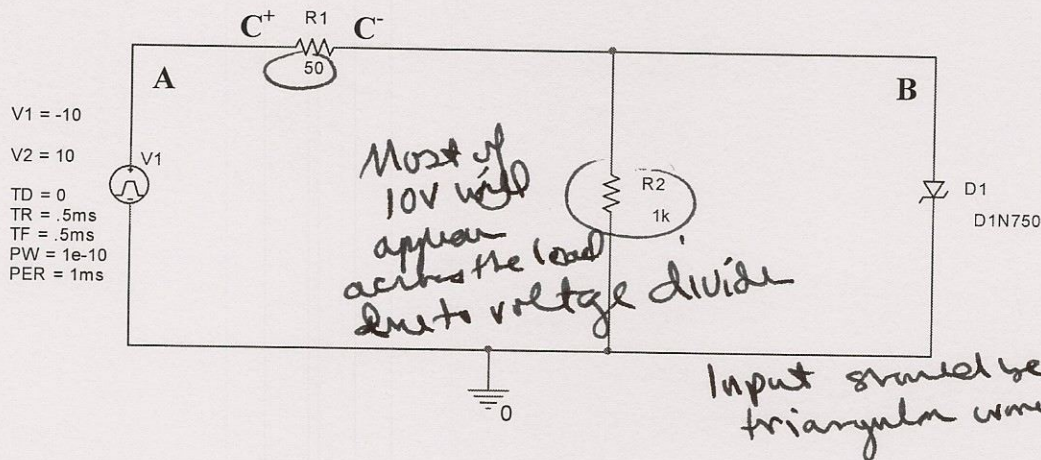 C+ R1 C-
50
A
B
V1 = -10
V2 = 10
V1
TD = 0
TR = .5ms
TF = .5ms
PW = 1e-10
PER = 1ms
Most of
10V will
appear
across the load
due to voltage divide
R2
1k
D1
D1N750
0
Input should be
triangular